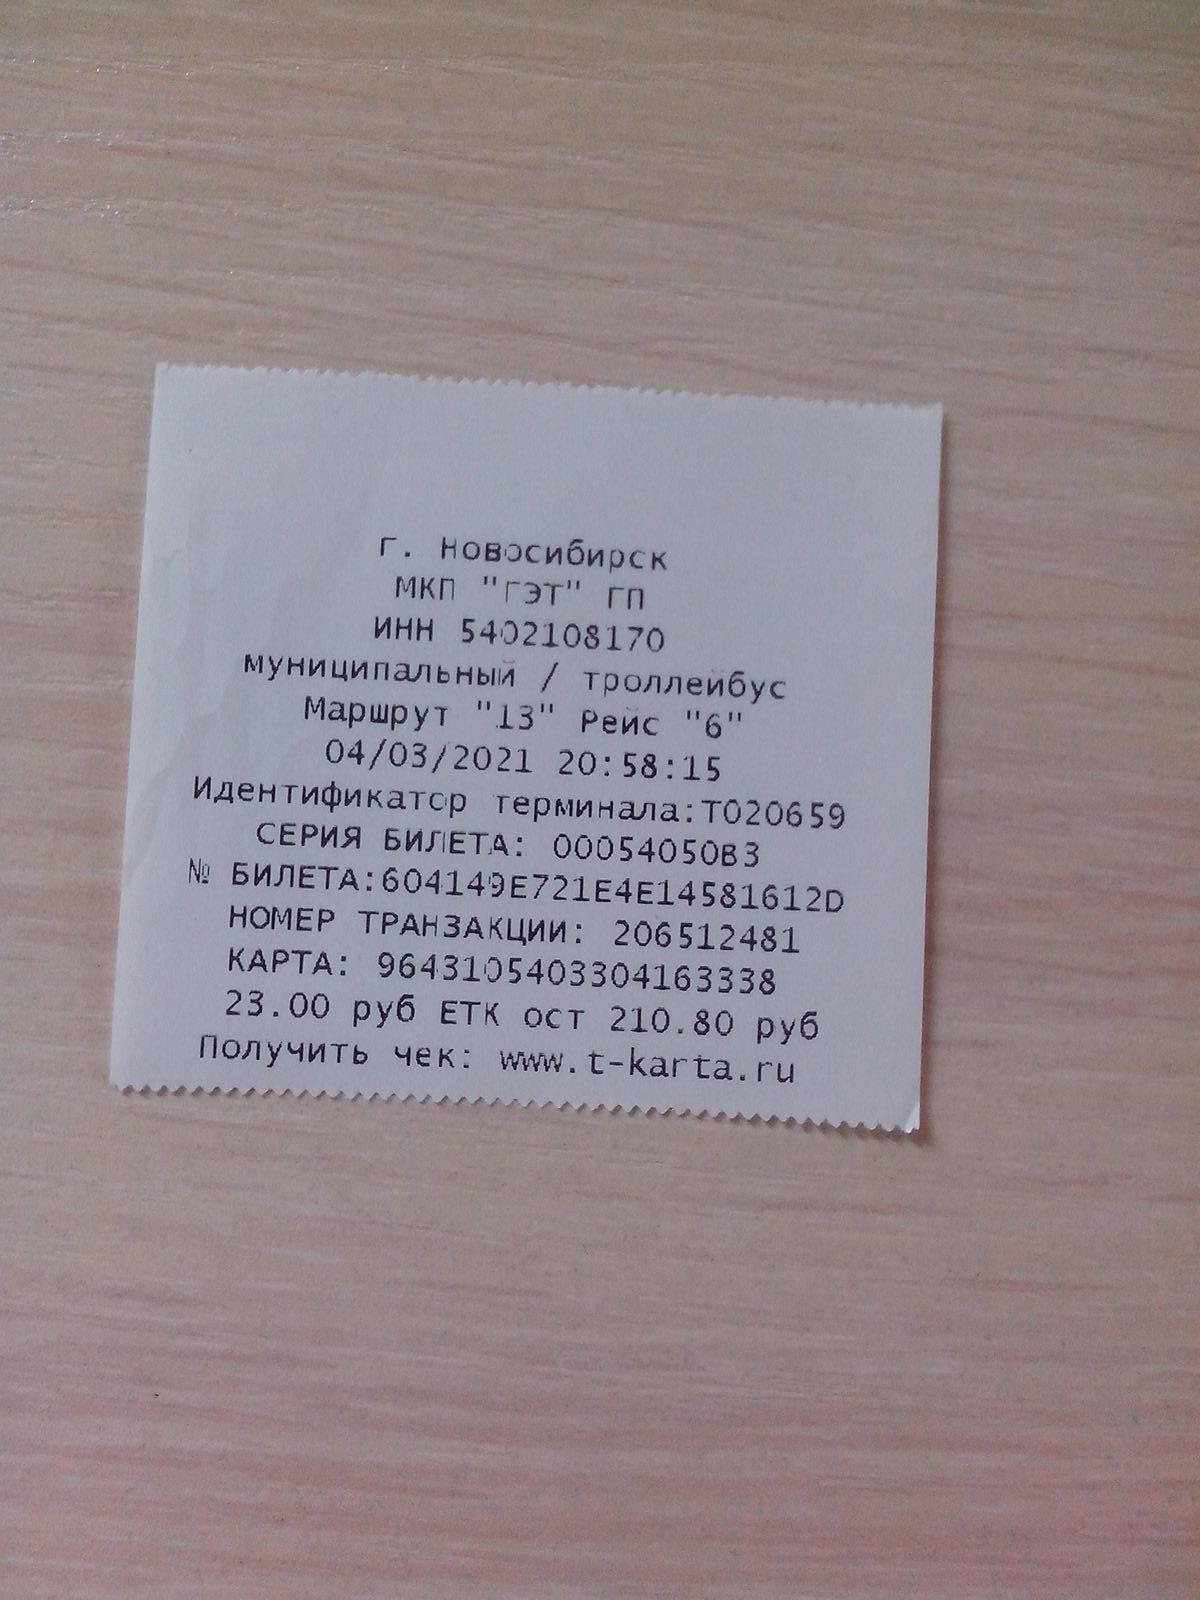 г. Новосибирск
МКП "ГЭТ" ГП
ИНН 5402108170
муниципальный / троллейбус
Маршрут "13" Рейс "6"
04/03/2021 20:58:15
Идентификатор терминала:T020659
СЕРИЯ БИЛЕТА: 00054050B3
№ БИЛЕТА:604149E721E4E14581612D
НОМЕР ТРАНЗАКЦИИ: 206512481
КАРТА: 9643105403304163338
23.00 руб ЕТК ост 210.80 руб
Получить чек: www.t-karta.ru